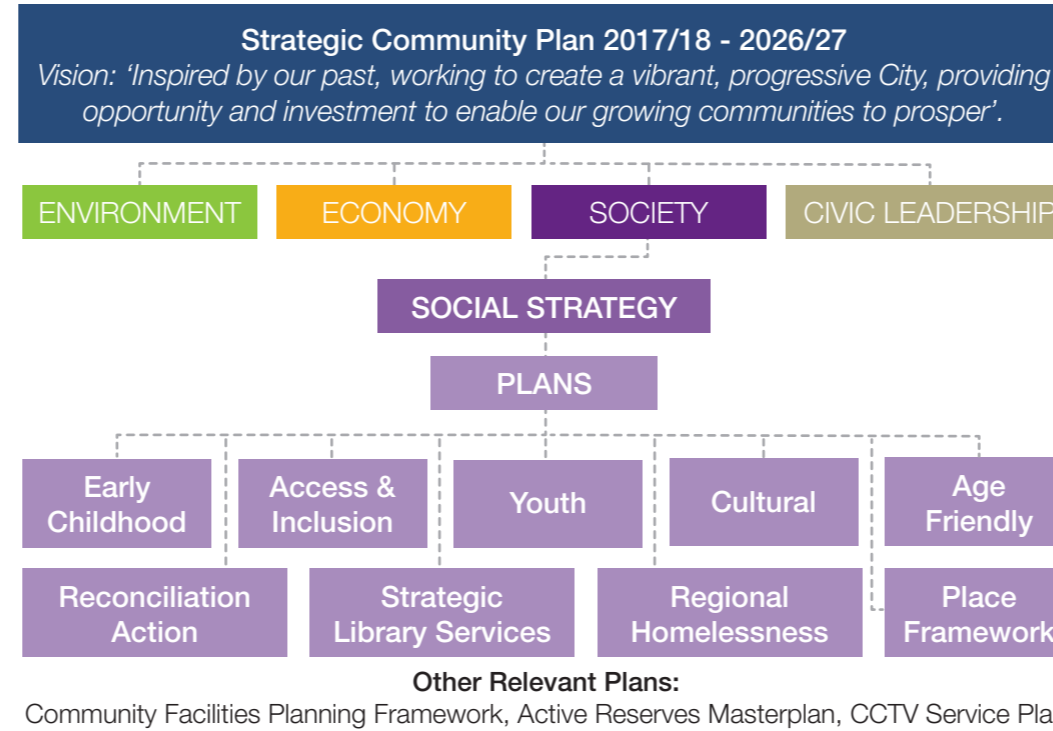 Strategic Community Plan 2017/18 - 2026/27
Vision: ‘Inspired by our past, working to create a vibrant, progressive City, providing
opportunity and investment to enable our growing communities to prosper’.
ENVIRONMENT
ECONOMY
SOCIETY
CIVIC LEADERSHIP
SOCIAL STRATEGY
PLANS
Early
Childhood
Access &
Inclusion
Youth
Cultural
Age
Friendly
Reconciliation
Action
Strategic
Library Services
Regional
Homelessness
Place
Framework
Other Relevant Plans:
Community Facilities Planning Framework, Active Reserves Masterplan, CCTV Service Pla